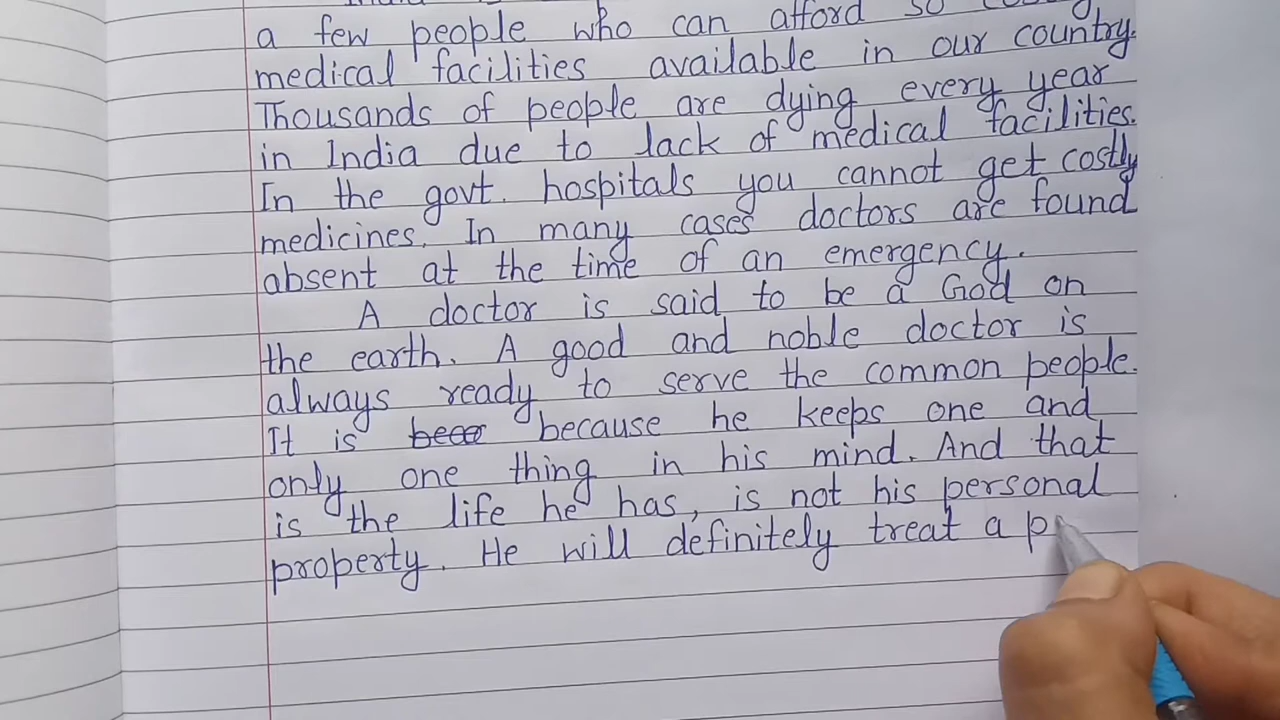 a few people who can afford so
medical facilities available in our country.
Thousands of people are dying every year
in India due to lack of medical facilities.
In the govt. hospitals you cannot get costly
medicines. In many cases doctors are found
absent at the time of an emergency.
A doctor is said to be a God on
the earth. A good and noble doctor is
always ready to serve the common people.
It is because he keeps one and
only one thing in his mind. And that
is the life he has, is not his personal
property. He will definitely treat a p